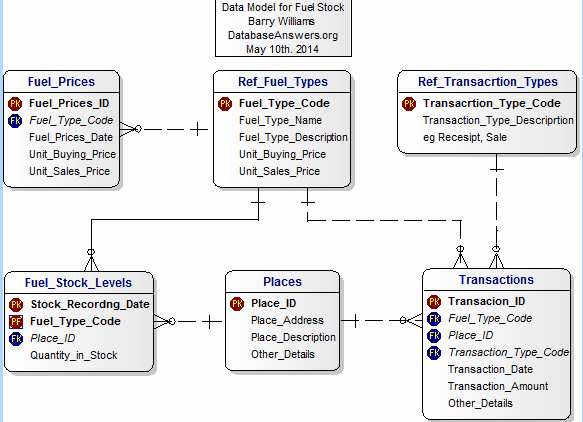 Data Model for Fuel Stock
Barry Williams
DatabaseAnswers.org
May 10th. 2014
Fuel_Prices
PK Fuel_Prices_ID
FK Fuel_Type_Code
Fuel_Prices_Date
Unit_Buying_Price
Unit_Sales_Price
Ref_Fuel_Types
PK Fuel_Type_Code
Fuel_Type_Name
Fuel_Type_Description
Unit_Buying_Price
Unit_Sales_Price
Ref_Transacrtion_Types
PK Transacrtion_Type_Code
Transaction_Type_Descriprtion
eg Recesipt, Sale
Fuel_Stock_Levels
PK Stock_Recordng_Date
PF Fuel_Type_Code
FK Place_ID
Quantity_in_Stock
Places
PK Place_ID
Place_Address
Place_Description
Other_Details
Transactions
PK Transacion_ID
FK Fuel_Type_Code
FK Place_ID
FK Transaction_Type_Code
Transaction_Date
Transaction_Amount
Other_Details